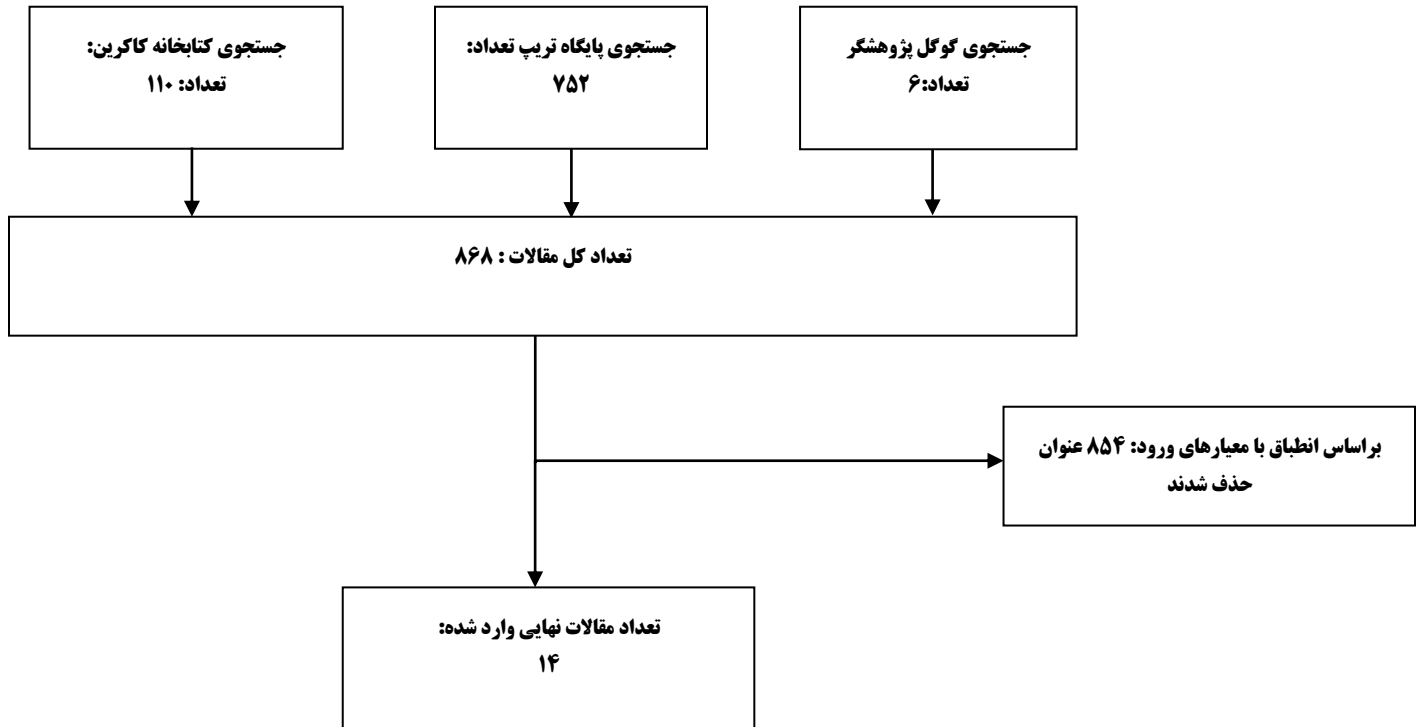 جستجوی گوگل پژوهشگر
تعداد:۶
جستجوی پایگاه تریپ تعداد:
۷۵۲
جستجوی کتابخانه کاکرین:
تعداد: ۱۱۰
تعداد کل مقالات : ۸۶۸
براساس انطباق با معیارهای ورود: ۸۵۴ عنوان
حذف شدند
تعداد مقالات نهایی وارد شده:
۱۴